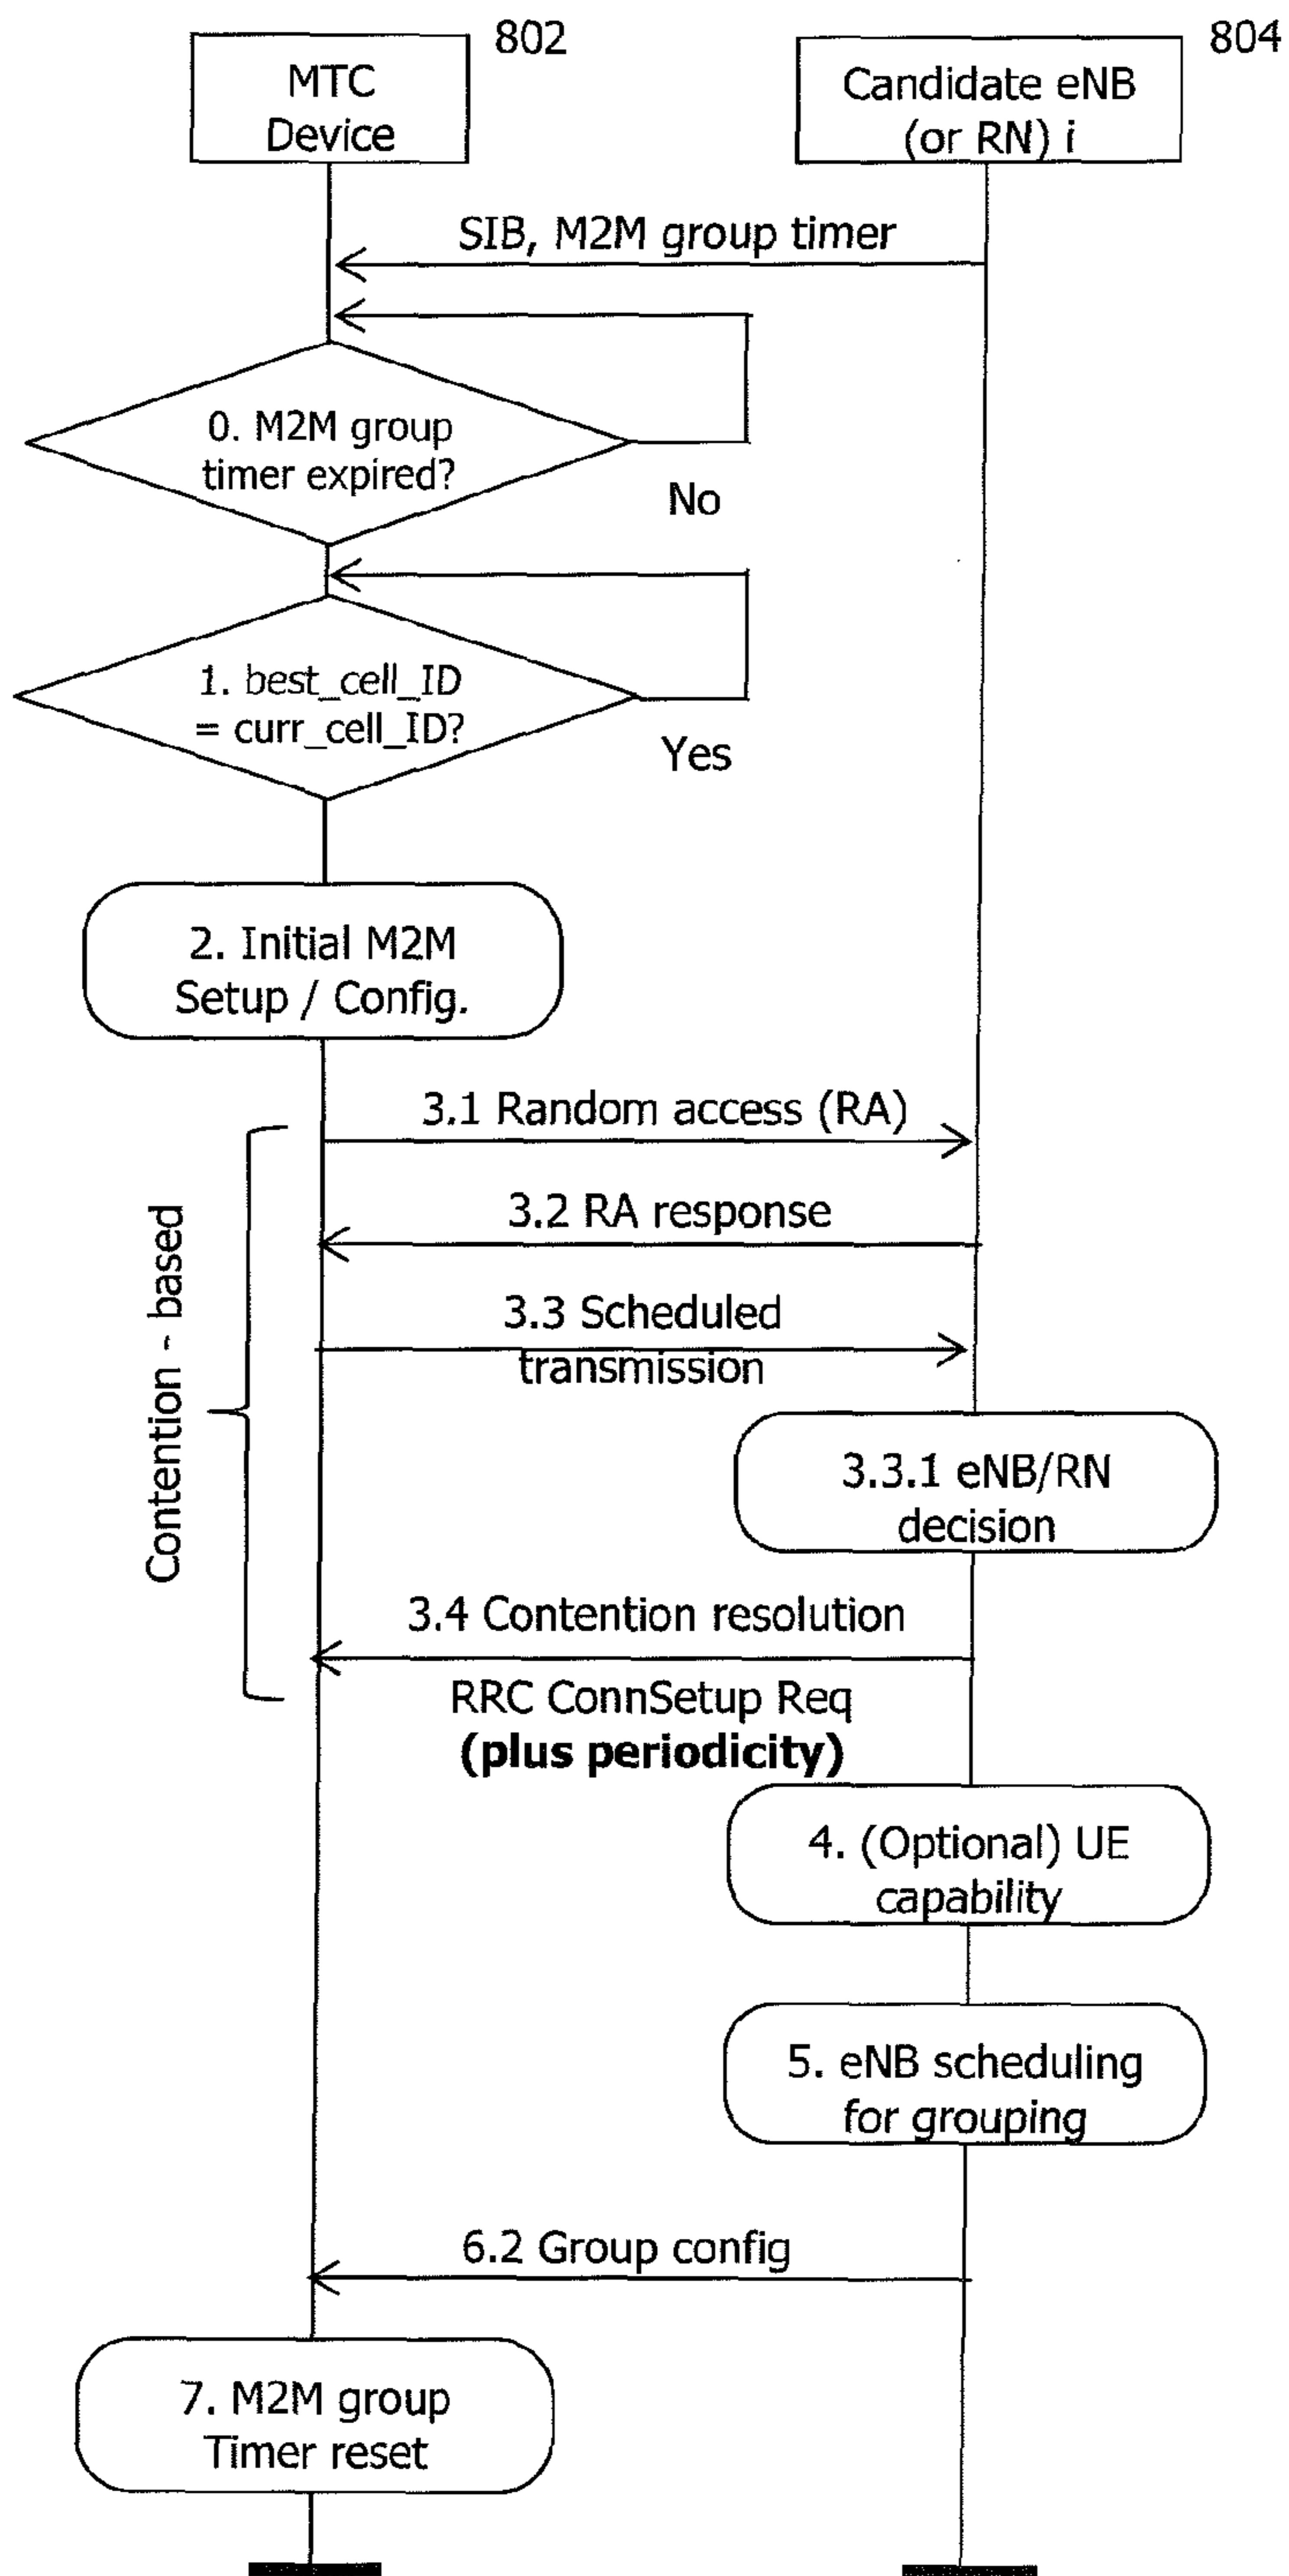 802
MTC
Device
804
Candidate eNB
(or RN) i
SIB, M2M group timer
0. M2M group
timer expired?
No
1. best_cell_ID
= curr_cell_ID?
Yes
2. Initial M2M
Setup / Config.
3.1 Random access (RA)
3.2 RA response
3.3 Scheduled
transmission
Contention - based
3.3.1 eNB/RN
decision
3.4 Contention resolution
RRC ConnSetup Req
(plus periodicity)
4. (Optional) UE
capability
5. eNB scheduling
for grouping
6.2 Group config
7. M2M group
Timer reset